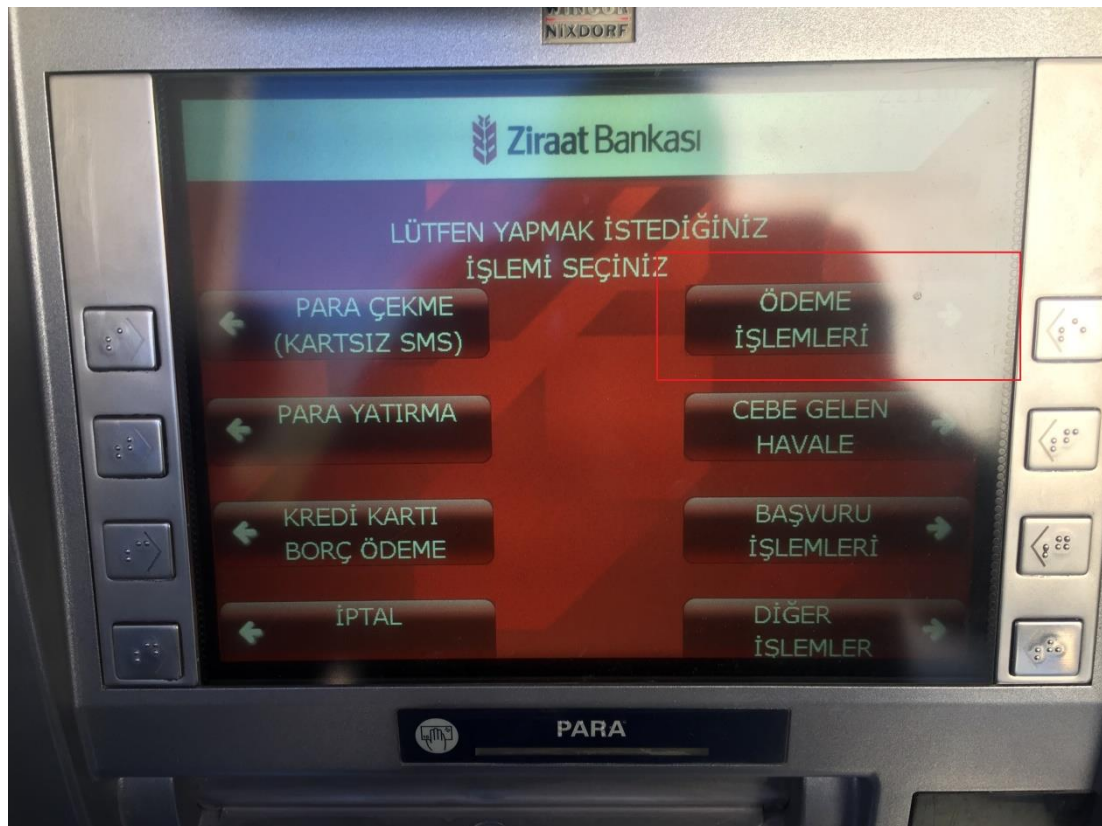 NIXDORF
Ziraat Bankası
LÜTFEN YAPMAK İSTEDİĞİNİZ
İŞLEMİ SEÇİNİZ
PARA ÇEKME
(KARTSIZ SMS)
ÖDEME
İŞLEMLERİ
PARA YATIRMA
CEBE GELEN
HAVALE
KREDİ KARTI
BORÇ ÖDEME
BAŞVURU
İŞLEMLERİ
İPTAL
DİĞER
İŞLEMLER
PARA